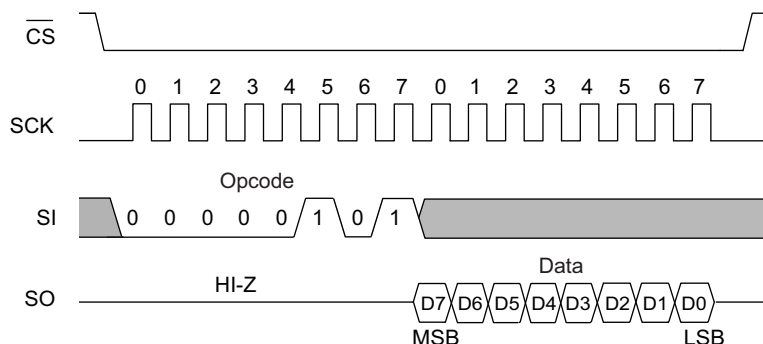 CS
0 1 2 3 4 5 6 7 0 1 2 3 4 5 6 7
SCK
Opcode
SI 0 0 0 0 0 1 0 1
Data
HI-Z
SO D7 D6 D5 D4 D3 D2 D1 D0
MSB LSB